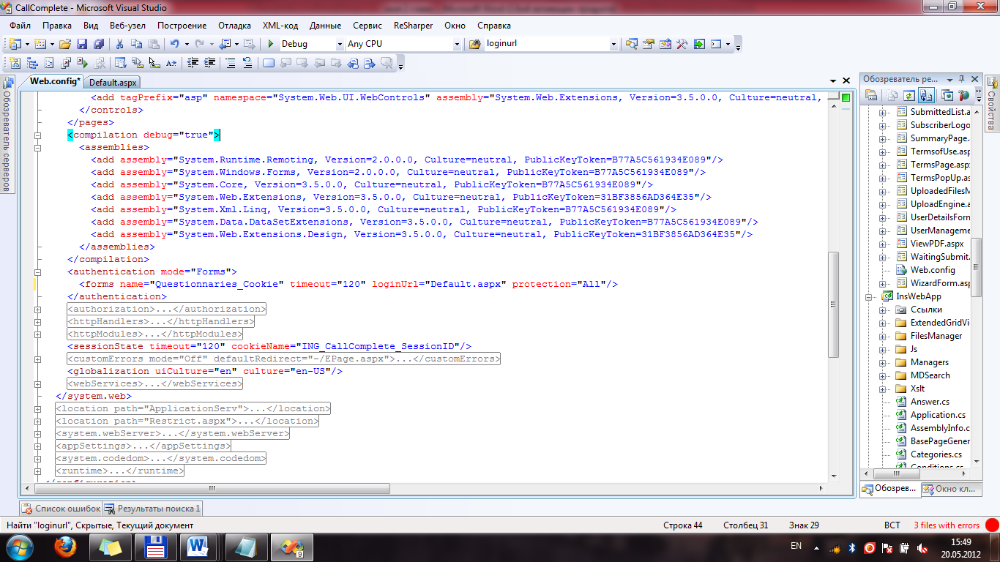 CallComplete - Microsoft Visual Studio
Файл Правка Вид Веб-узел Построение Отладка XML-код Данные Сервис ReSharper Окно Справка
Debug Any CPU loginurl
Web.config* Default.aspx
Обозреватель ре...
Обозреватель серверов
Свойства
<add tagPrefix="asp" namespace="System.Web.UI.WebControls" assembly="System.Web.Extensions, Version=3.5.0.0, Culture=neutral,
</controls>
</pages>
<compilation debug="true">
<assemblies>
<add assembly="System.Runtime.Remoting, Version=2.0.0.0, Culture=neutral, PublicKeyToken=B77A5C561934E089"/>
<add assembly="System.Windows.Forms, Version=2.0.0.0, Culture=neutral, PublicKeyToken=B77A5C561934E089"/>
<add assembly="System.Core, Version=3.5.0.0, Culture=neutral, PublicKeyToken=B77A5C561934E089"/>
<add assembly="System.Web.Extensions, Version=3.5.0.0, Culture=neutral, PublicKeyToken=31BF3856AD364E35"/>
<add assembly="System.Xml.Linq, Version=3.5.0.0, Culture=neutral, PublicKeyToken=B77A5C561934E089"/>
<add assembly="System.Data.DataSetExtensions, Version=3.5.0.0, Culture=neutral, PublicKeyToken=B77A5C561934E089"/>
<add assembly="System.Web.Extensions.Design, Version=3.5.0.0, Culture=neutral, PublicKeyToken=31BF3856AD364E35"/>
</assemblies>
</compilation>
<authentication mode="Forms">
<forms name="Questionnaries_Cookie" timeout="120" loginUrl="Default.aspx" protection="All"/>
</authentication>
<authorization>...</authorization>
<httpHandlers>...</httpHandlers>
<httpModules>...</httpModules>
<sessionState timeout="120" cookieName="ING_CallComplete_SessionID"/>
<customErrors mode="Off" defaultRedirect="~/EPage.aspx">...</customErrors>
<globalization uiCulture="en" culture="en-US"/>
<webServices>...</webServices>
</system.web>
<location path="ApplicationServ">...</location>
<location path="Restrict.aspx">...</location>
<system.webServer>...</system.webServer>
<appSettings>...</appSettings>
<system.codedom>...</system.codedom>
<runtime>...</runtime>
</configuration>
SubmittedList.a
SubscriberLogo
SummaryPage.
TermsofUse.asp
TermsPage.asp
TermsPopUp.as
UploadedFilesM
UploadEngine.a
UserDetailsForm
UserManageme
ViewPDF.aspx
WaitingSubmit.
Web.config
WizardForm.asp
InsWebApp
Ссылки
ExtendedGridVi
FilesManager
Js
Managers
MDSearch
Xslt
Answer.cs
Application.cs
AssemblyInfo.c
BasePageGener
Categories.cs
Conditions.cs
Обозрев... Окно кл...
Список ошибок Результаты поиска 1
Найти "loginurl", Скрытые, Текущий документ Строка 44 Столбец 31 Знак 29 ВСТ 3 files with errors
EN 15:49
20.05.2012